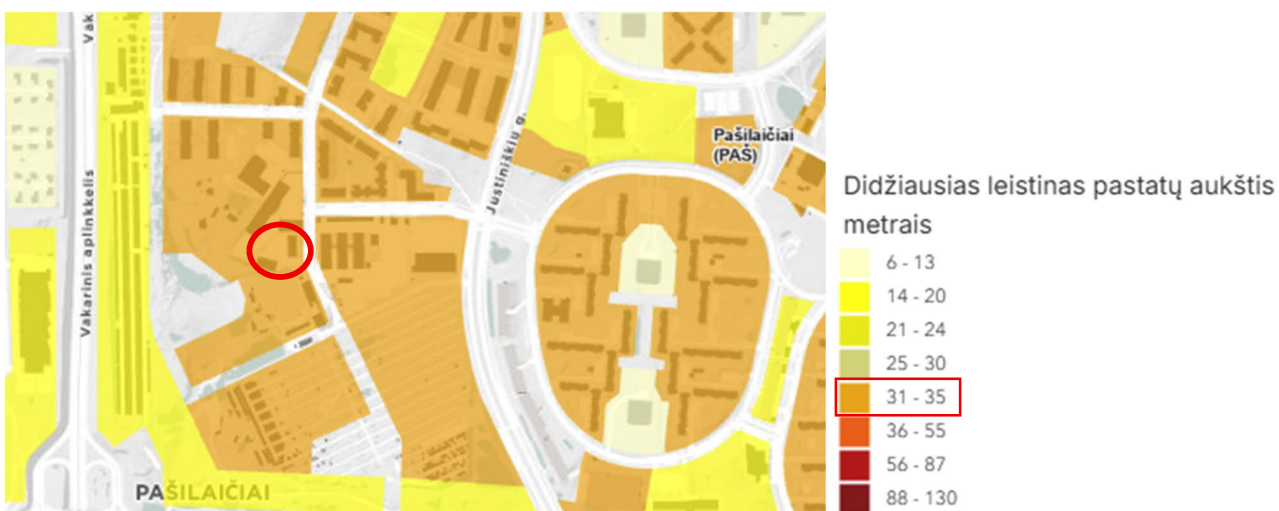 Vak
Vakarinis aplinkkelis
Justiniškių g.
Pašilaičiai
(PAŠ)
PAŠILAIČIAI
Didžiausias leistinas pastatų aukštis
metrais
6 - 13
14 - 20
21 - 24
25 - 30
31 - 35
36 - 55
56 - 87
88 - 130